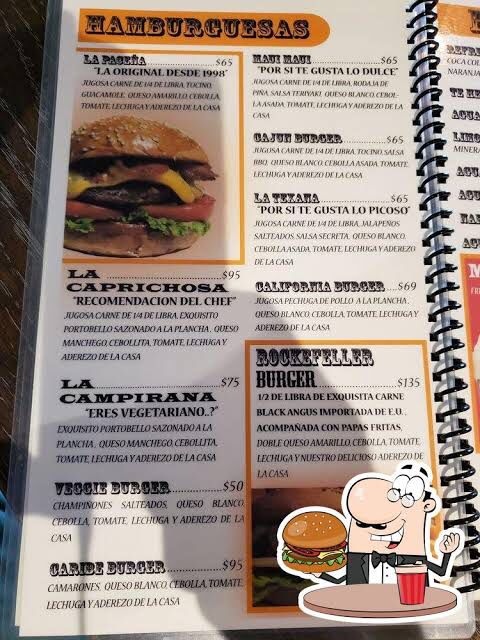 HAMBURGUESAS
LA PACEÑA..........................$65
"LA ORIGINAL DESDE 1998"
JUGOSA CARNE DE 1/4 DE LIBRA, TOCINO,
GUACAMOLE, QUESO AMARILLO, CEBOLLA,
TOMATE, LECHUGA Y ADEREZO DE LA CASA
LA
CAPRICHOSA..........................$95
"RECOMENDACION DEL CHEF"
JUGOSA CARNE DE 1/4 DE LIBRA, EXQUISITO
PORTOBELLO SAZONADO A LA PLANCHA, QUESO
MANCHEGO, CEBOLLITA, TOMATE, LECHUGA Y
ADEREZO DE LA CASA
LA
CAMPIRANA..........................$75
"ERES VEGETARIANO..?"
EXQUISITO PORTOBELLO SAZONADO A LA
PLANCHA, QUESO MANCHEGO, CEBOLLITA,
TOMATE, LECHUGA Y ADEREZO DE LA CASA
VEGGIE BURGER...............$50
CHAMPIÑONES SALTEADOS, QUESO BLANCO,
CEBOLLA, TOMATE, LECHUGA Y ADEREZO DE LA
CASA
CARIBE BURGER...............$95
CAMARONES, QUESO BLANCO, CEBOLLA, TOMATE,
LECHUGA Y ADEREZO DE LA CASA
MAUI MAUI..........................$65
"POR SI TE GUSTA LO DULCE"
JUGOSA CARNE DE 1/4 DE LIBRA, RODAJA DE
PIÑA, SALSA TERIYAKI, QUESO BLANCO, CEBOL-
LA ASADA, TOMATE, LECHUGA Y ADEREZO DE LA
CASA
CAJUN BURGER...............$65
JUGOSA CARNE DE 1/4 DE LIBRA, TOCINO, SALSA
BBQ, QUESO BLANCO, CEBOLLA ASADA, TOMATE,
LECHUGA Y ADEREZO DE LA CASA
LA TEXANA..........................$65
"POR SI TE GUSTA LO PICOSO"
JUGOSA CARNE DE 1/4 DE LIBRA, JALAPEÑOS
SALTEADOS, SALSA SECRETA, QUESO BLANCO,
CEBOLLA ASADA, TOMATE, LECHUGA Y ADEREZO
DE LA CASA
CALIFORNIA BURGER....$69
JUGOSA PECHUGA DE POLLO A LA PLANCHA,
QUESO BLANCO, CEBOLLA, TOMATE, LECHUGA Y
ADEREZO DE LA CASA
ROCKEFELLER
BURGER..........................$135
1/2 DE LIBRA DE EXQUISITA CARNE
BLACK ANGUS IMPORTADA DE E.U.,
ACOMPAÑADA CON PAPAS FRITAS,
DOBLE QUESO AMARILLO, CEBOLLA, TOMATE,
LECHUGA Y NUESTRO DELICIOSO ADEREZO DE
LA CASA
REFRE
COCA COL
NARANJA
TE HE
AGUA
LIMO
MINERA
AGUA
AGUA
NAR
AGU